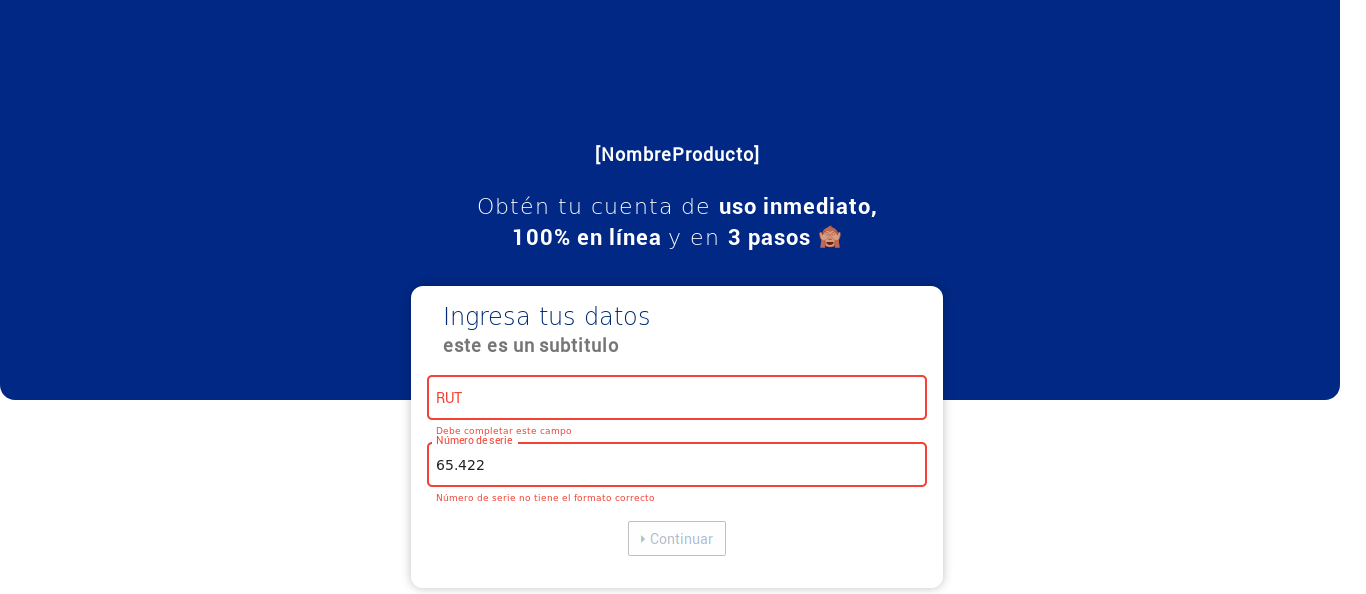 [NombreProducto]
Obtén tu cuenta de uso inmediato,
100% en línea y en 3 pasos 🙈
Ingresa tus datos
este es un subtitulo
RUT
Debe completar este campo
Número de serie
65.422
Número de serie no tiene el formato correcto
Continuar